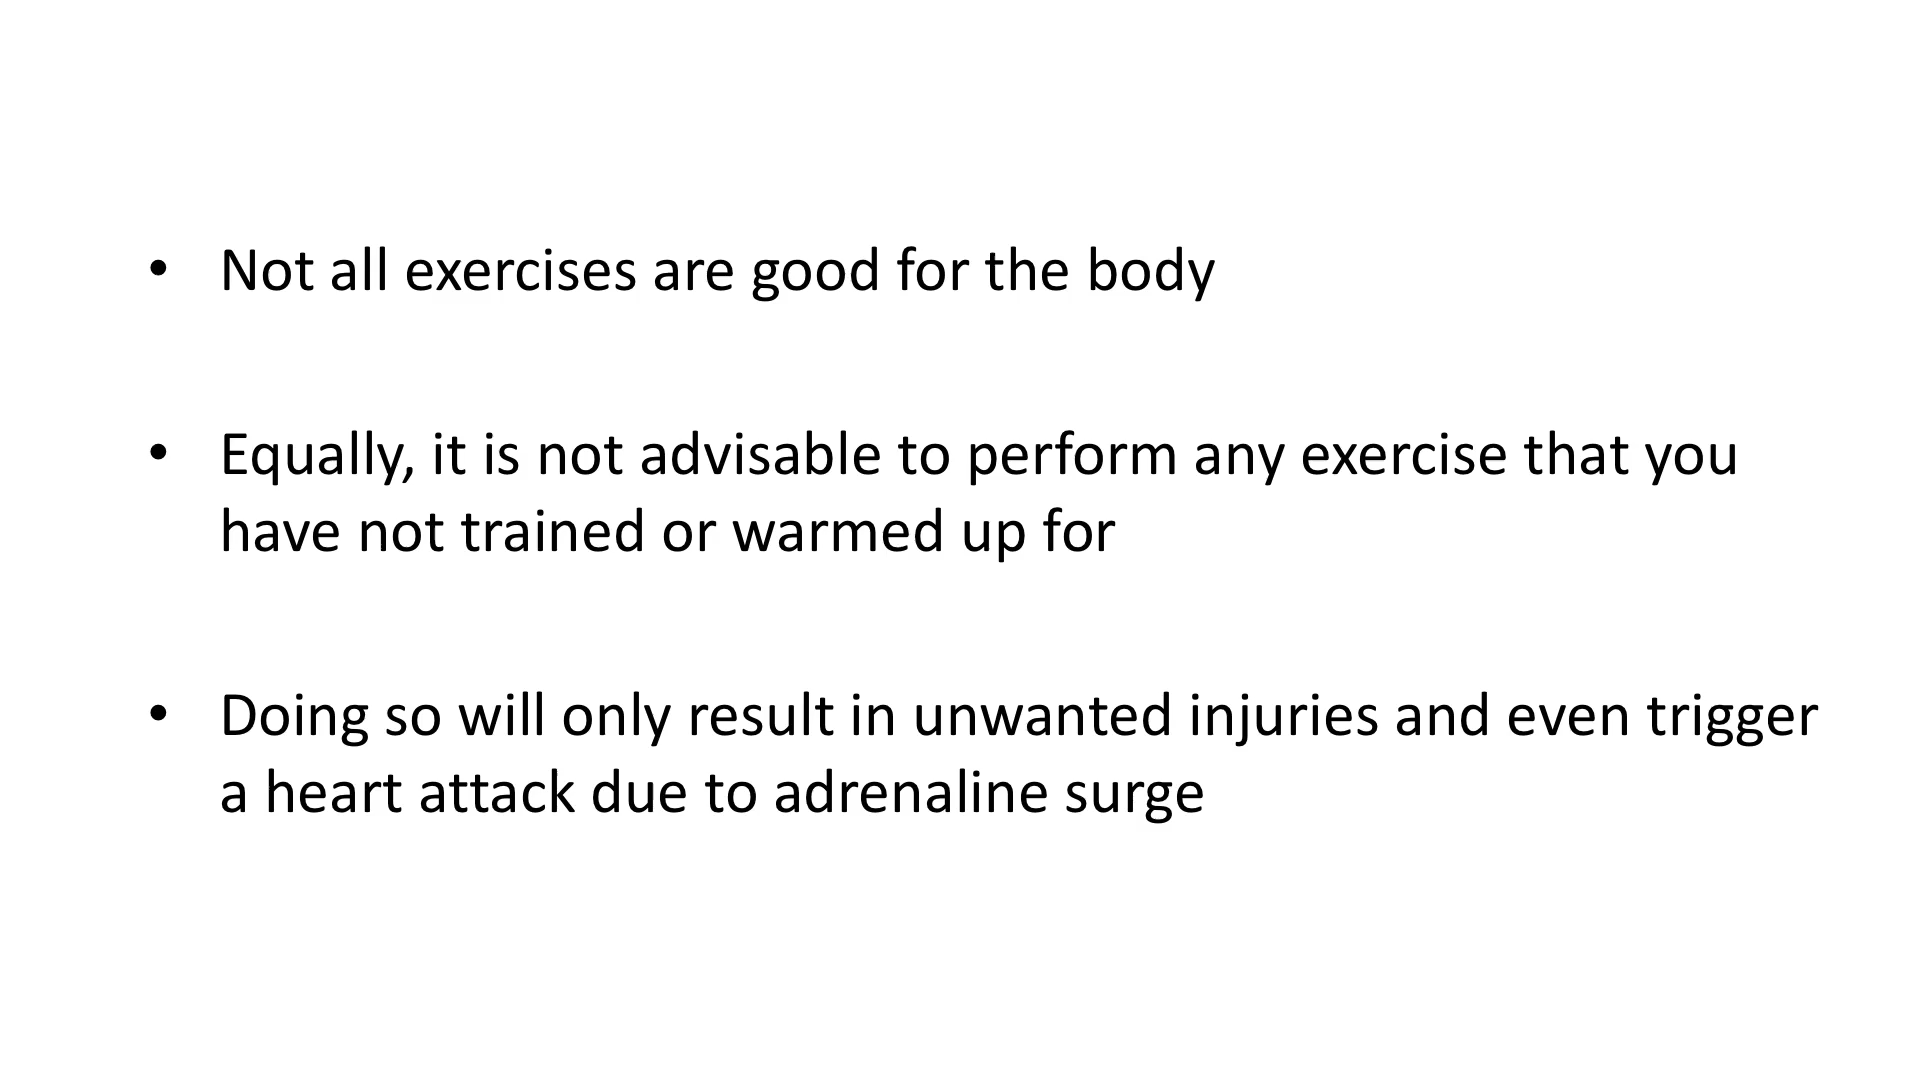 • Not all exercises are good for the body
• Equally, it is not advisable to perform any exercise that you
have not trained or warmed up for
• Doing so will only result in unwanted injuries and even trigger
a heart attack due to adrenaline surge